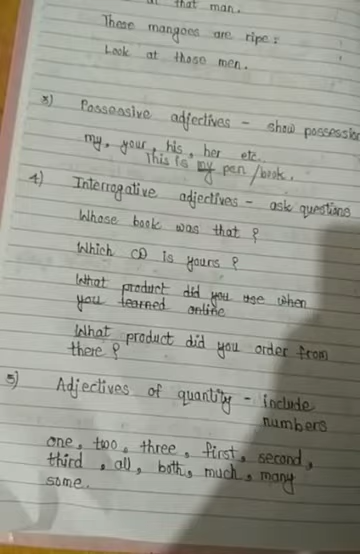 that man.
These mangoes are ripe.
Look at those men.
3) Possessive adjectives - show possession
my, your, his, her etc.
This is my pen / book.
4) Interrogative adjectives - ask questions
Whose book was that ?
Which CD is yours ?
What product did you use when
you learned online
What product did you order from
there ?
5) Adjectives of quantity - include
numbers
one, two, three, first, second,
third, all, both, much, many
some.